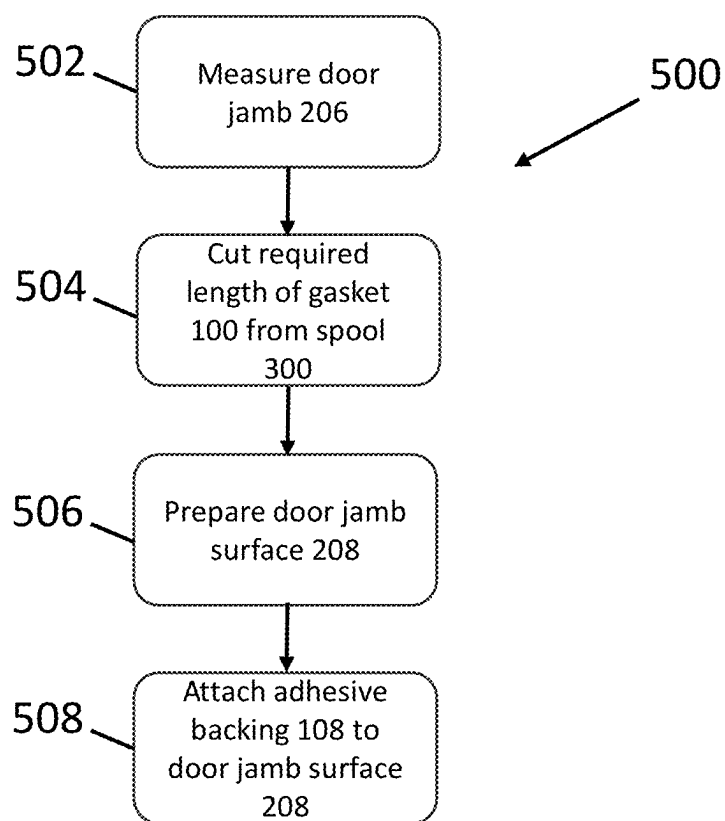 502
Measure door
jamb 206
500
504
Cut required
length of gasket
100 from spool
300
506
Prepare door jamb
surface 208
508
Attach adhesive
backing 108 to
door jamb surface
208